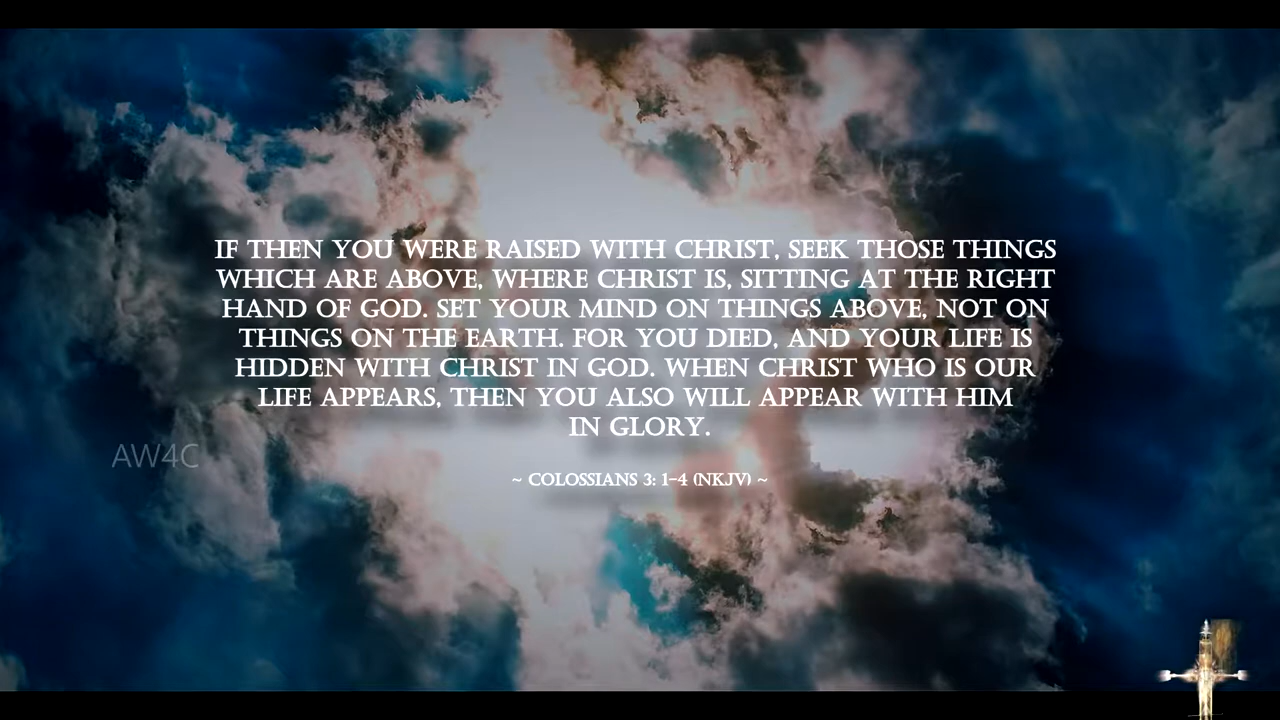 IF THEN YOU WERE RAISED WITH CHRIST, SEEK THOSE THINGS
WHICH ARE ABOVE, WHERE CHRIST IS, SITTING AT THE RIGHT
HAND OF GOD. SET YOUR MIND ON THINGS ABOVE, NOT ON
THINGS ON THE EARTH. FOR YOU DIED, AND YOUR LIFE IS
HIDDEN WITH CHRIST IN GOD. WHEN CHRIST WHO IS OUR
LIFE APPEARS, THEN YOU ALSO WILL APPEAR WITH HIM
IN GLORY.
AW4C
~ COLOSSIANS 3: 1-4 (NKJV) ~